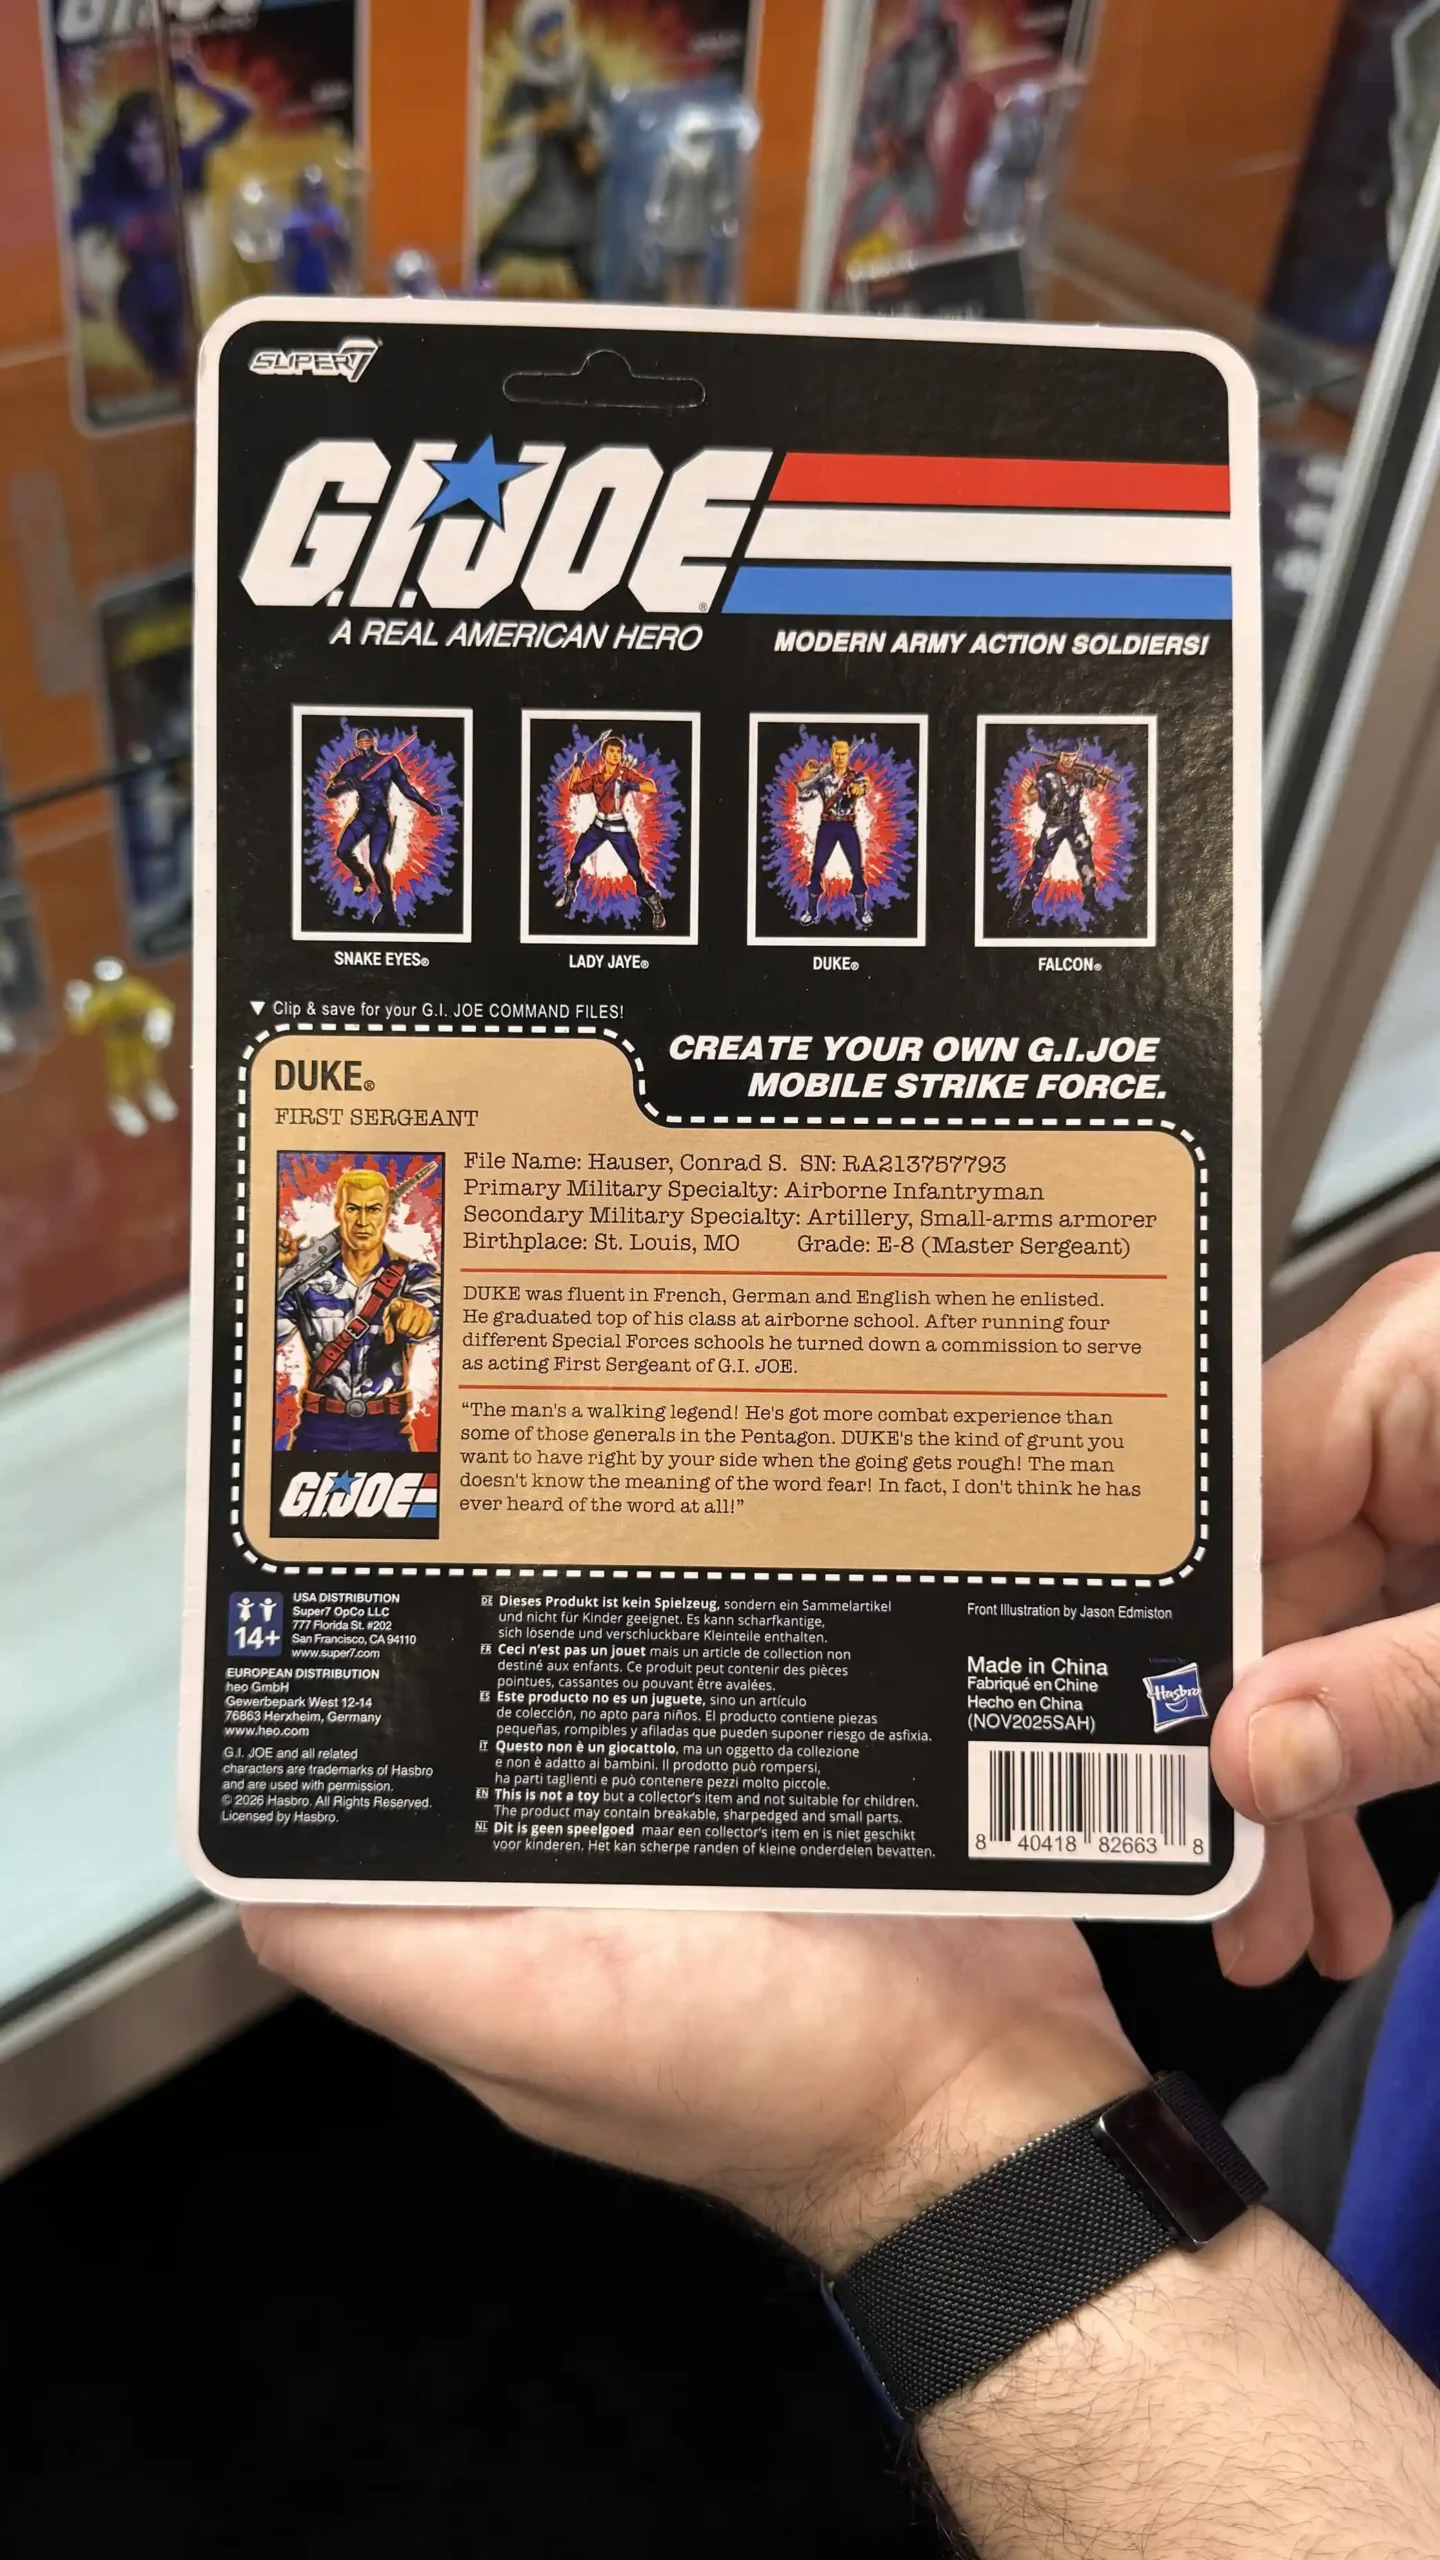 SUPER7
G.I.JOE®
A REAL AMERICAN HERO
MODERN ARMY ACTION SOLDIERS!
SNAKE EYES®
LADY JAYE®
DUKE®
FALCON®
▼ Clip & save for your G.I. JOE COMMAND FILES!
CREATE YOUR OWN G.I.JOE
MOBILE STRIKE FORCE.
DUKE®
FIRST SERGEANT
File Name: Hauser, Conrad S. SN: RA213757793
Primary Military Specialty: Airborne Infantryman
Secondary Military Specialty: Artillery, Small-arms armorer
Birthplace: St. Louis, MO Grade: E-8 (Master Sergeant)
DUKE was fluent in French, German and English when he enlisted.
He graduated top of his class at airborne school. After running four
different Special Forces schools he turned down a commission to serve
as acting First Sergeant of G.I. JOE.
“The man's a walking legend! He's got more combat experience than
some of those generals in the Pentagon. DUKE's the kind of grunt you
want to have right by your side when the going gets rough! The man
doesn't know the meaning of the word fear! In fact, I don't think he has
ever heard of the word at all!”
G.I.JOE
14+
USA DISTRIBUTION
Super7 OpCo LLC
777 Florida St. #202
San Francisco, CA 94110
www.super7.com
EUROPEAN DISTRIBUTION
heo GmbH
Gewerbepark West 12-14
76863 Herxheim, Germany
www.heo.com
G.I. JOE and all related
characters are trademarks of Hasbro
and are used with permission.
© 2026 Hasbro. All Rights Reserved.
Licensed by Hasbro.
DE Dieses Produkt ist kein Spielzeug, sondern ein Sammelartikel
und nicht für Kinder geeignet. Es kann scharfkantige,
sich lösende und verschluckbare Kleinteile enthalten.
FR Ceci n’est pas un jouet mais un article de collection non
destiné aux enfants. Ce produit peut contenir des pièces
pointues, cassantes ou pouvant être avalées.
ES Este producto no es un juguete, sino un artículo
de colección, no apto para niños. El producto contiene piezas
pequeñas, rompibles y afiladas que pueden suponer riesgo de asfixia.
IT Questo non è un giocattolo, ma un oggetto da collezione
e non è adatto ai bambini. Il prodotto può rompersi,
ha parti taglienti e può contenere pezzi molto piccole.
EN This is not a toy but a collector’s item and not suitable for children.
The product may contain breakable, sharpedged and small parts.
NL Dit is geen speelgoed maar een collector’s item en is niet geschikt
voor kinderen. Het kan scherpe randen of kleine onderdelen bevatten.
Front Illustration by Jason Edmiston
Made in China
Fabriqué en Chine
Hecho en China
(NOV2025SAH)
Licensed by:
Hasbro
8 40418 82663 8